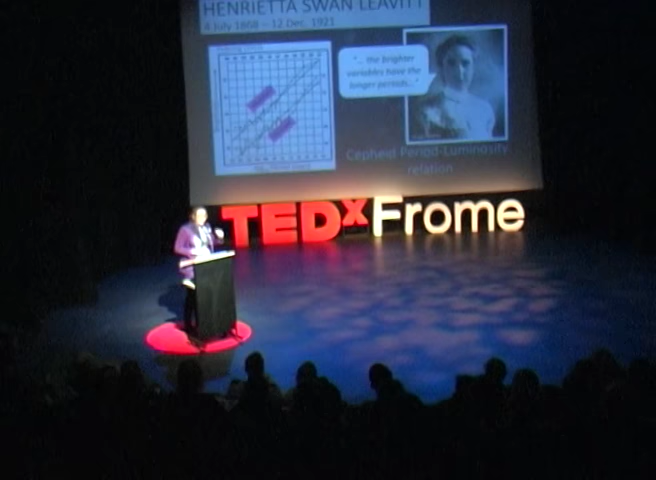 HENRIETTA SWAN LEAVITT
4 July 1868 – 12 Dec. 1921
"... the brighter
variables have the
longer periods..."
Cepheid Period-Luminosity
relation
TEDxFrome